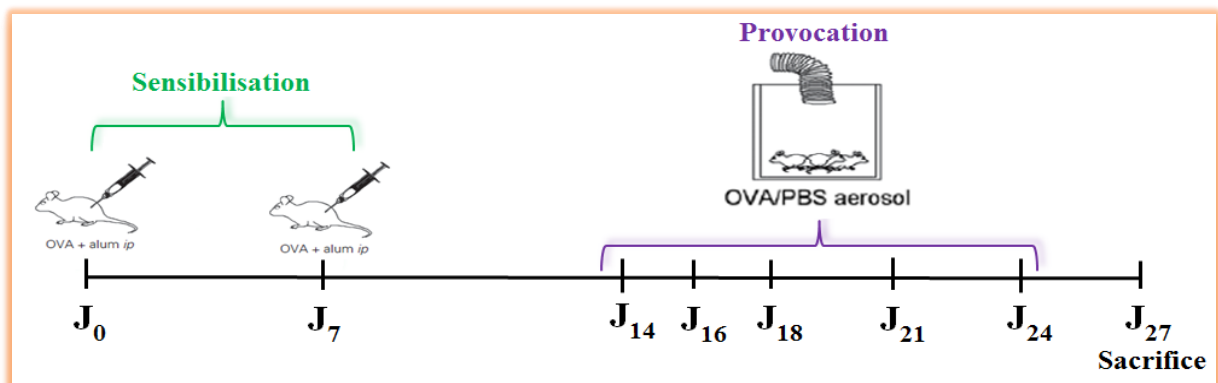 Provocation
Sensibilisation
OVA/PBS aerosol
OVA + alum ip
OVA + alum ip
J0 J7 J14 J16 J18 J21 J24 J27
Sacrifice